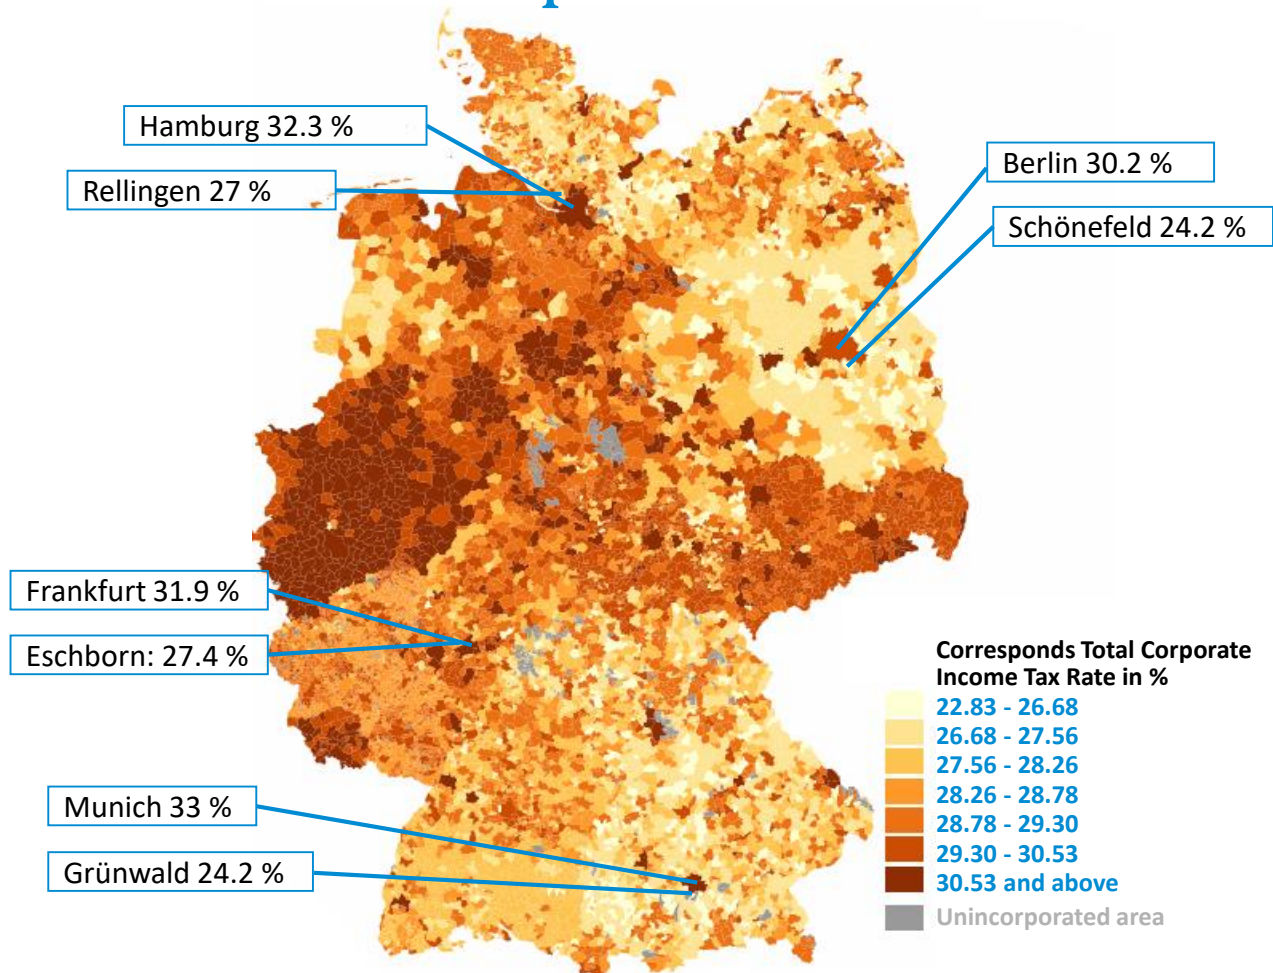 Hamburg 32.3 %
Rellingen 27 %
Berlin 30.2 %
Schönefeld 24.2 %
Frankfurt 31.9 %
Eschborn: 27.4 %
Munich 33 %
Grünwald 24.2 %
Corresponds Total Corporate
Income Tax Rate in %
22.83 - 26.68
26.68 - 27.56
27.56 - 28.26
28.26 - 28.78
28.78 - 29.30
29.30 - 30.53
30.53 and above
Unincorporated area